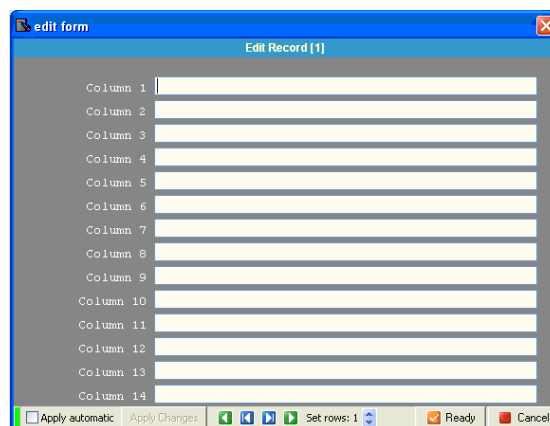 edit form
Edit Record [1]
Column 1
Column 2
Column 3
Column 4
Column 5
Column 6
Column 7
Column 8
Column 9
Column 10
Column 11
Column 12
Column 13
Column 14
Apply automatic Apply Changes Set rows: 1 Ready Cancel